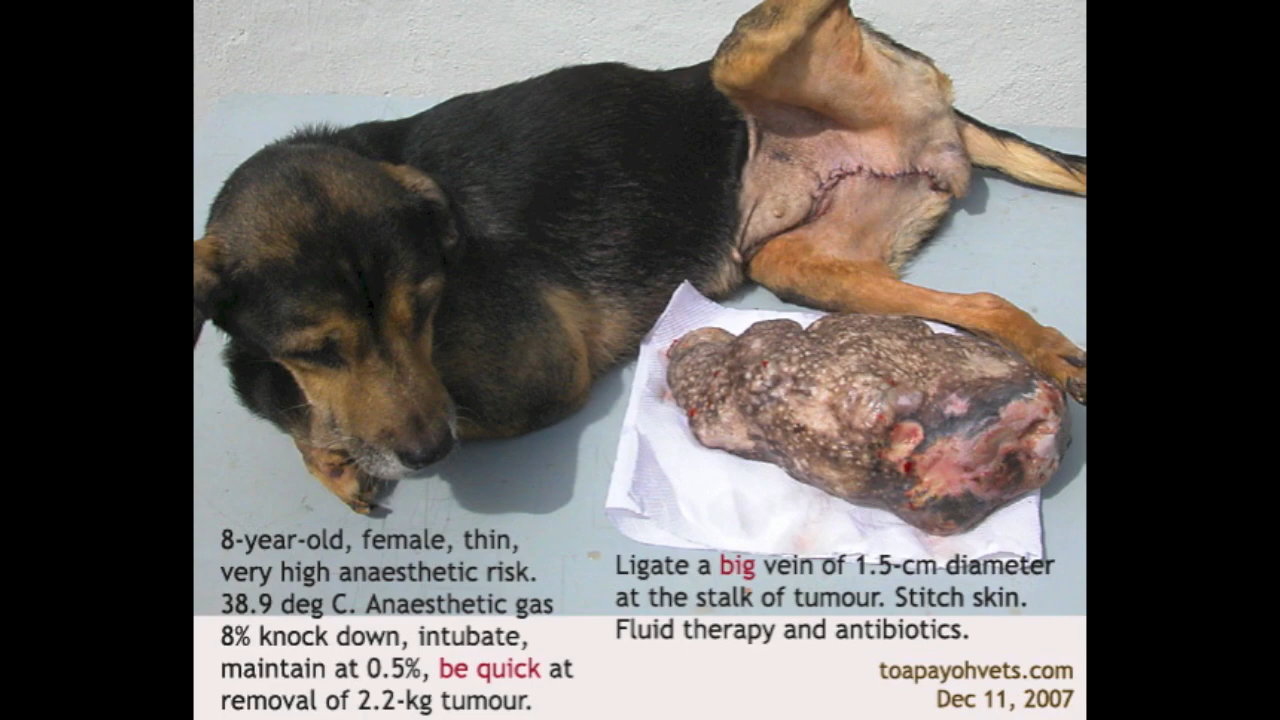 8-year-old, female, thin,
very high anaesthetic risk.
38.9 deg C. Anaesthetic gas
8% knock down, intubate,
maintain at 0.5%, be quick at
removal of 2.2-kg tumour.
Ligate a big vein of 1.5-cm diameter
at the stalk of tumour. Stitch skin.
Fluid therapy and antibiotics.
toapayohvets.com
Dec 11, 2007